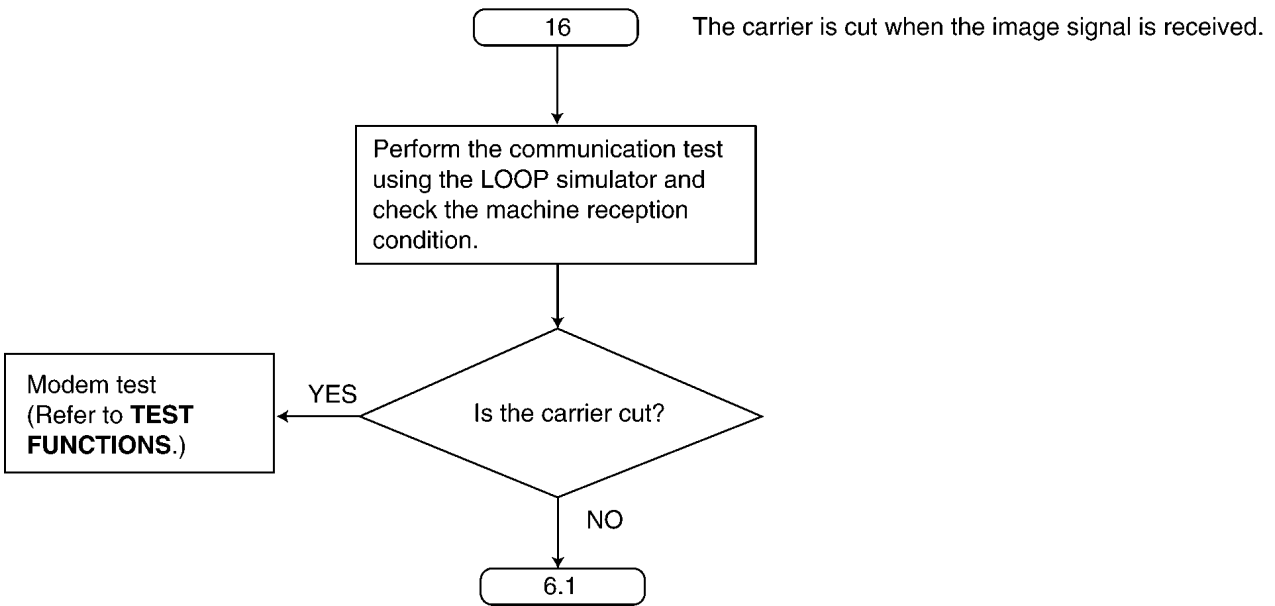 16
The carrier is cut when the image signal is received.
Perform the communication test
using the LOOP simulator and
check the machine reception
condition.
Is the carrier cut?
YES
Modem test
(Refer to TEST
FUNCTIONS.)
NO
6.1